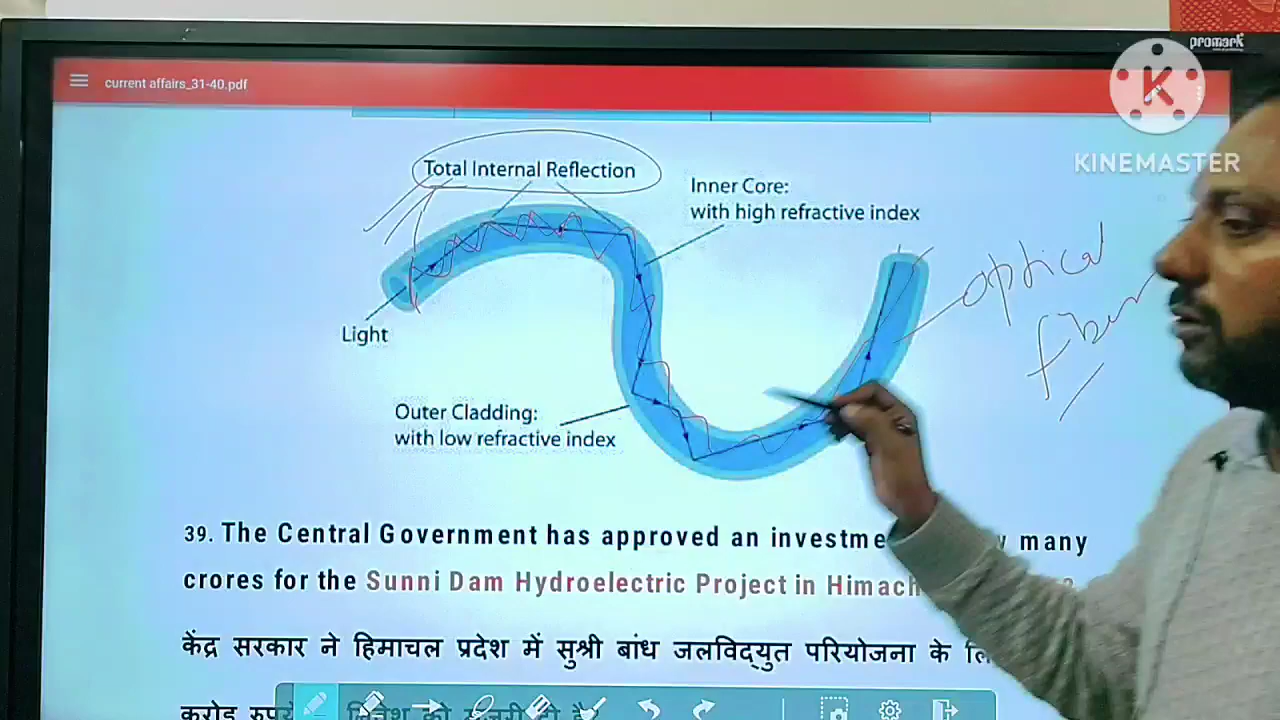 promark
current affairs_31-40.pdf
KINEMASTER
Total Internal Reflection
Inner Core:
with high refractive index
optical
fiber
Light
Outer Cladding:
with low refractive index
39. The Central Government has approved an investme many
crores for the Sunni Dam Hydroelectric Project in Himach
केंद्र सरकार ने हिमाचल प्रदेश में सुश्री बांध जलविद्युत परियोजना के
करोड़